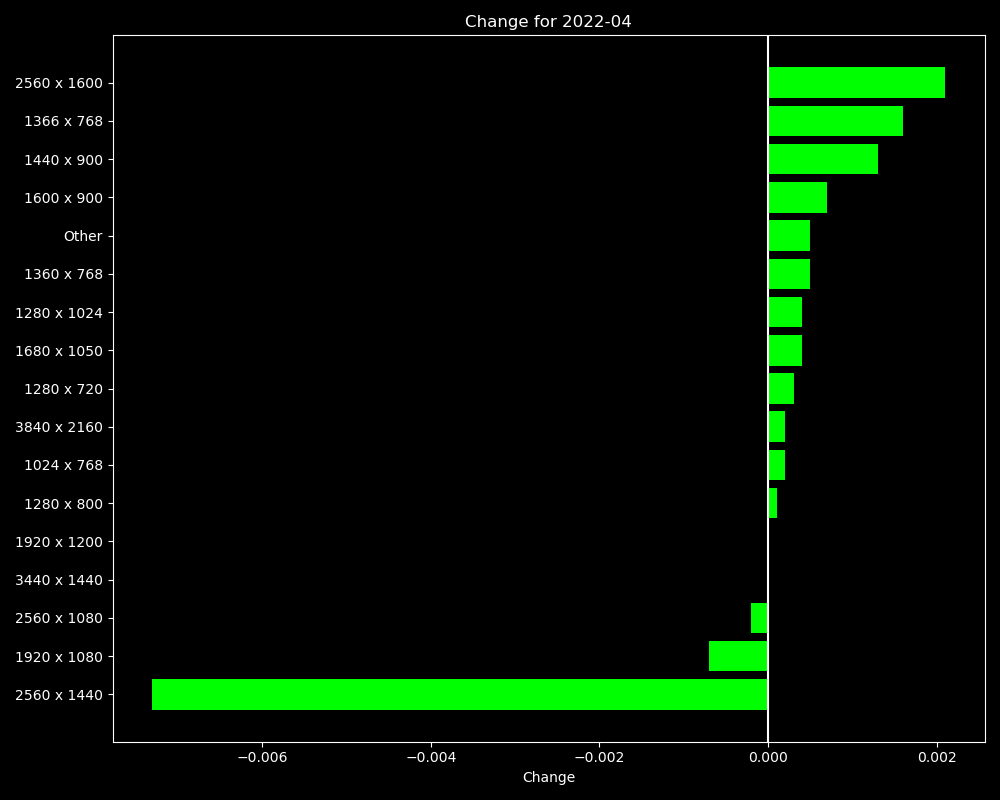 Change for 2022-04
2560 x 1600
1366 x 768
1440 x 900
1600 x 900
Other
1360 x 768
1280 x 1024
1680 x 1050
1280 x 720
3840 x 2160
1024 x 768
1280 x 800
1920 x 1200
3440 x 1440
2560 x 1080
1920 x 1080
2560 x 1440
−0.006 −0.004 −0.002 0.000 0.002
Change